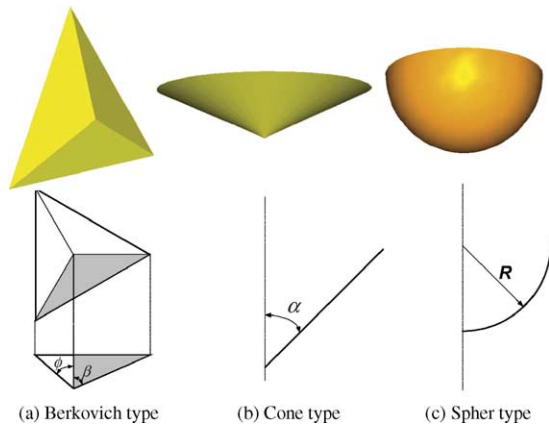 R
α
ϕ
β
(a) Berkovich type (b) Cone type (c) Spher type